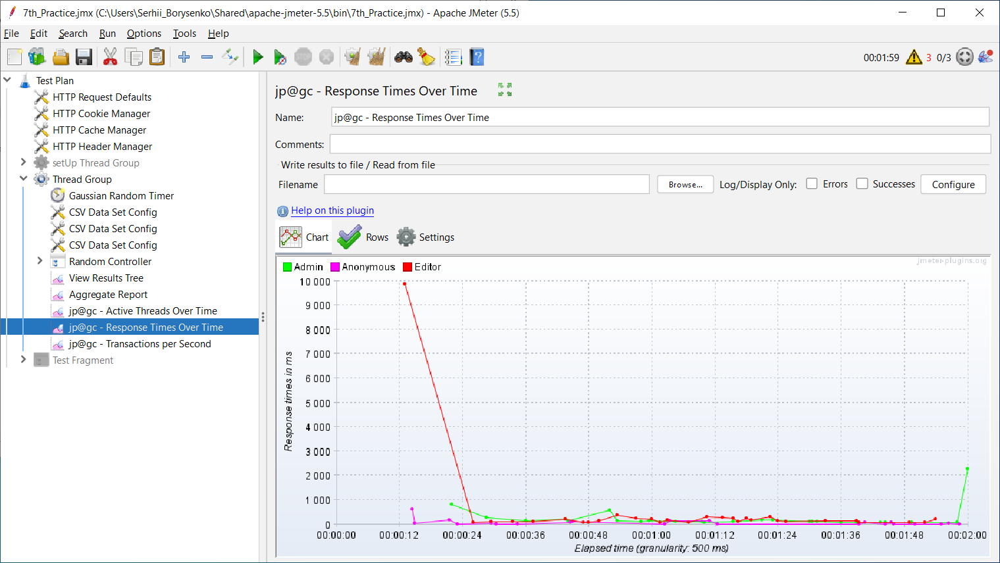 7th_Practice.jmx (C:\Users\Serhii_Borysenko\Shared\apache-jmeter-5.5\bin\7th_Practice.jmx) - Apache JMeter (5.5)
File Edit Search Run Options Tools Help
STOP 00:01:59 3 0/3
Test Plan
HTTP Request Defaults
HTTP Cookie Manager
HTTP Cache Manager
HTTP Header Manager
setUp Thread Group
Thread Group
Gaussian Random Timer
CSV Data Set Config
CSV Data Set Config
CSV Data Set Config
Random Controller
View Results Tree
Aggregate Report
jp@gc - Active Threads Over Time
jp@gc - Response Times Over Time
jp@gc - Transactions per Second
Test Fragment
jp@gc - Response Times Over Time
Name: jp@gc - Response Times Over Time
Comments:
Write results to file / Read from file
Filename Browse... Log/Display Only: Errors Successes Configure
Help on this plugin
Chart Rows Settings
jmeter-plugins.org
Admin Anonymous Editor
10 000
9 000
8 000
7 000
6 000
5 000
4 000
3 000
2 000
1 000
0
Response times in ms
00:00:00 00:00:12 00:00:24 00:00:36 00:00:48 00:01:00 00:01:12 00:01:24 00:01:36 00:01:48 00:02:00
Elapsed time (granularity: 500 ms)